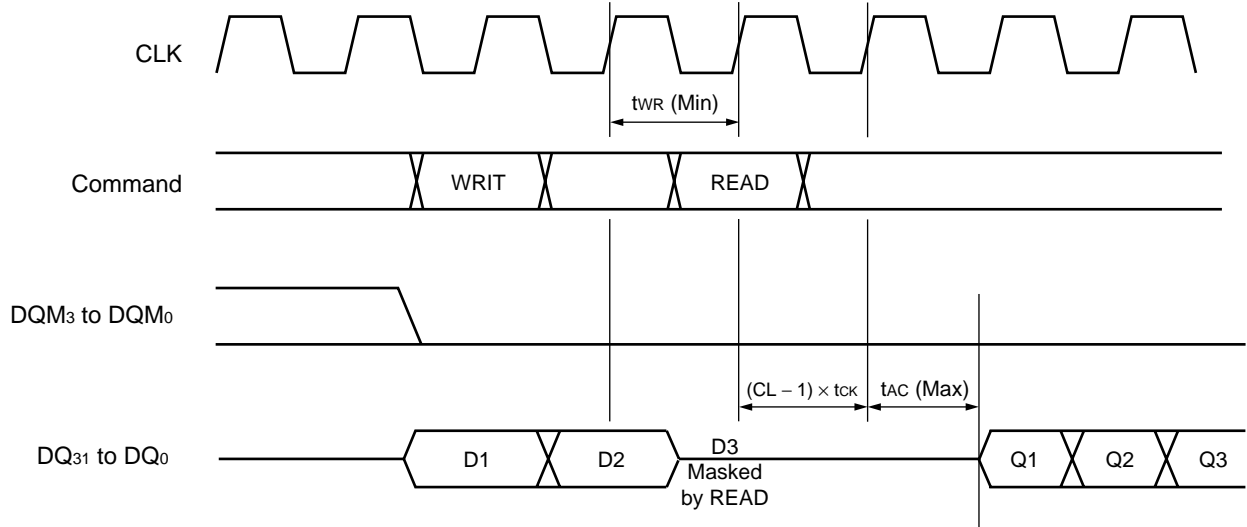 CLK
tWR (Min)
Command
WRIT
READ
DQM3 to DQM0
(CL – 1) × tCK
tAC (Max)
DQ31 to DQ0
D1
D2
D3
Masked
by READ
Q1
Q2
Q3